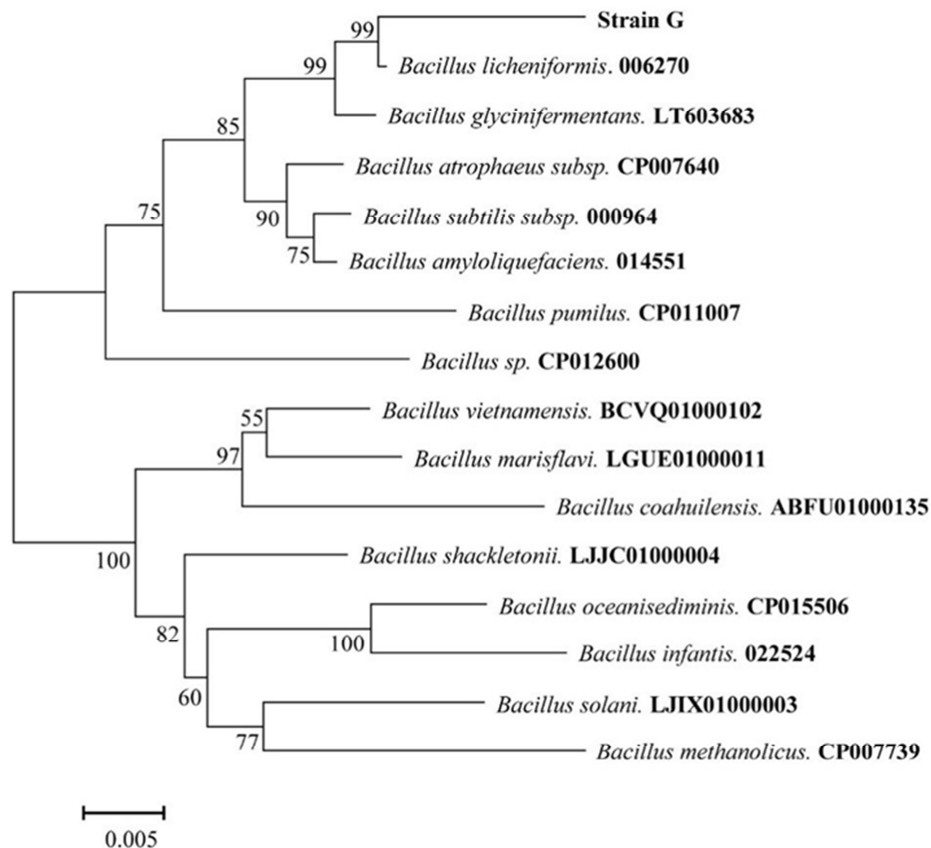 99
Strain G
99
Bacillus licheniformis. 006270
Bacillus glycinifermentans. LT603683
85
Bacillus atrophaeus subsp. CP007640
75
90
Bacillus subtilis subsp. 000964
75
Bacillus amyloliquefaciens. 014551
Bacillus pumilus. CP011007
Bacillus sp. CP012600
55
Bacillus vietnamensis. BCVQ01000102
97
Bacillus marisflavi. LGUE01000011
Bacillus coahuilensis. ABFU01000135
100
Bacillus shackletonii. LJJC01000004
82
Bacillus oceanisediminis. CP015506
100
Bacillus infantis. 022524
60
Bacillus solani. LJIX01000003
77
Bacillus methanolicus. CP007739
0.005